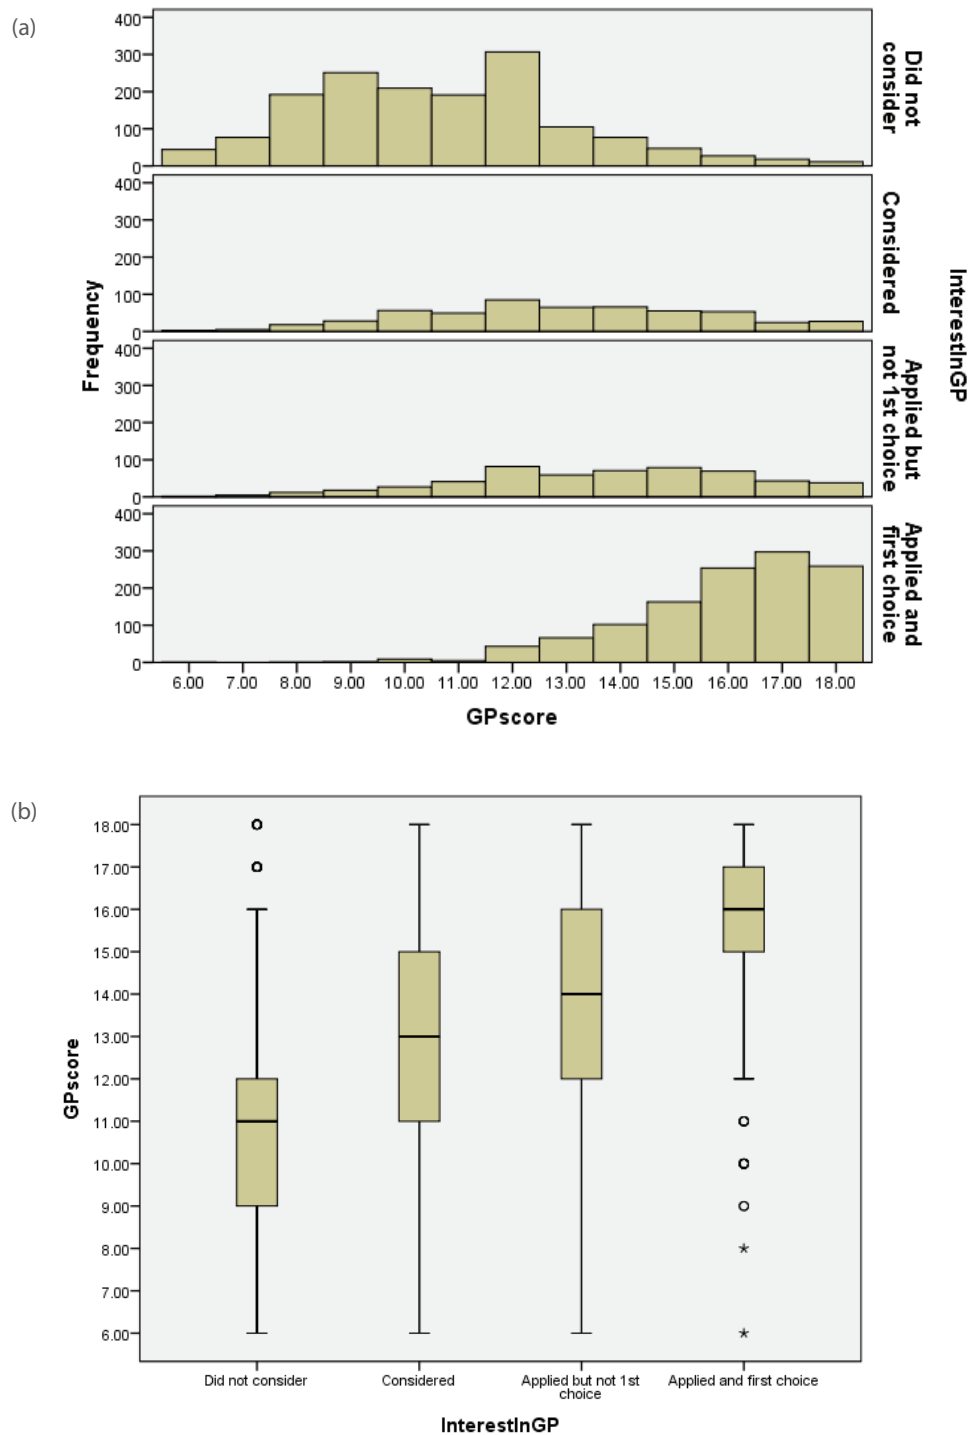 (a)
400
300
200
100
0
Did not
consider
400
300
200
100
0
Considered
400
300
200
100
0
Applied but
not 1st choice
400
300
200
100
0
Applied and
first choice
Frequency
InterestInGP
6.00 7.00 8.00 9.00 10.00 11.00 12.00 13.00 14.00 15.00 16.00 17.00 18.00
GPscore
(b)
18.00
17.00
16.00
15.00
14.00
13.00
12.00
11.00
10.00
9.00
8.00
7.00
6.00
GPscore
Did not consider
Considered
Applied but not 1st
choice
Applied and first choice
InterestInGP